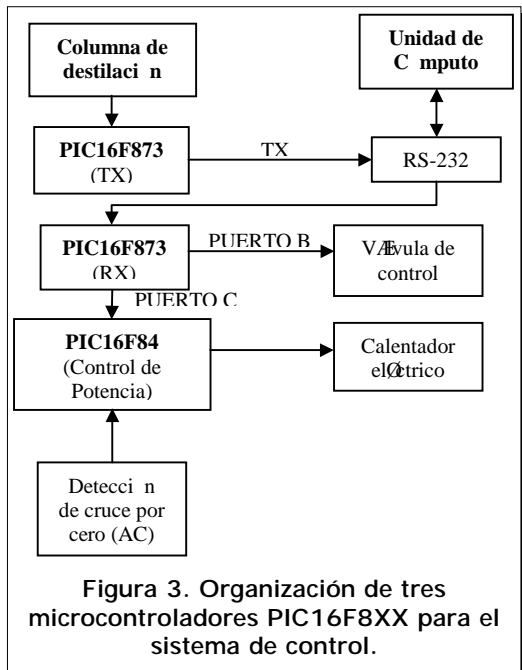 Columna de
destilaci n
Unidad de
C mputo
PIC16F873
(TX)
TX
RS-232
PIC16F873
(RX)
PUERTO B
VÆlvula de
control
PUERTO C
PIC16F84
(Control de
Potencia)
Calentador
elØctrico
Detecci n
de cruce por
cero (AC)
Figura 3. Organización de tres
microcontroladores PIC16F8XX para el
sistema de control.